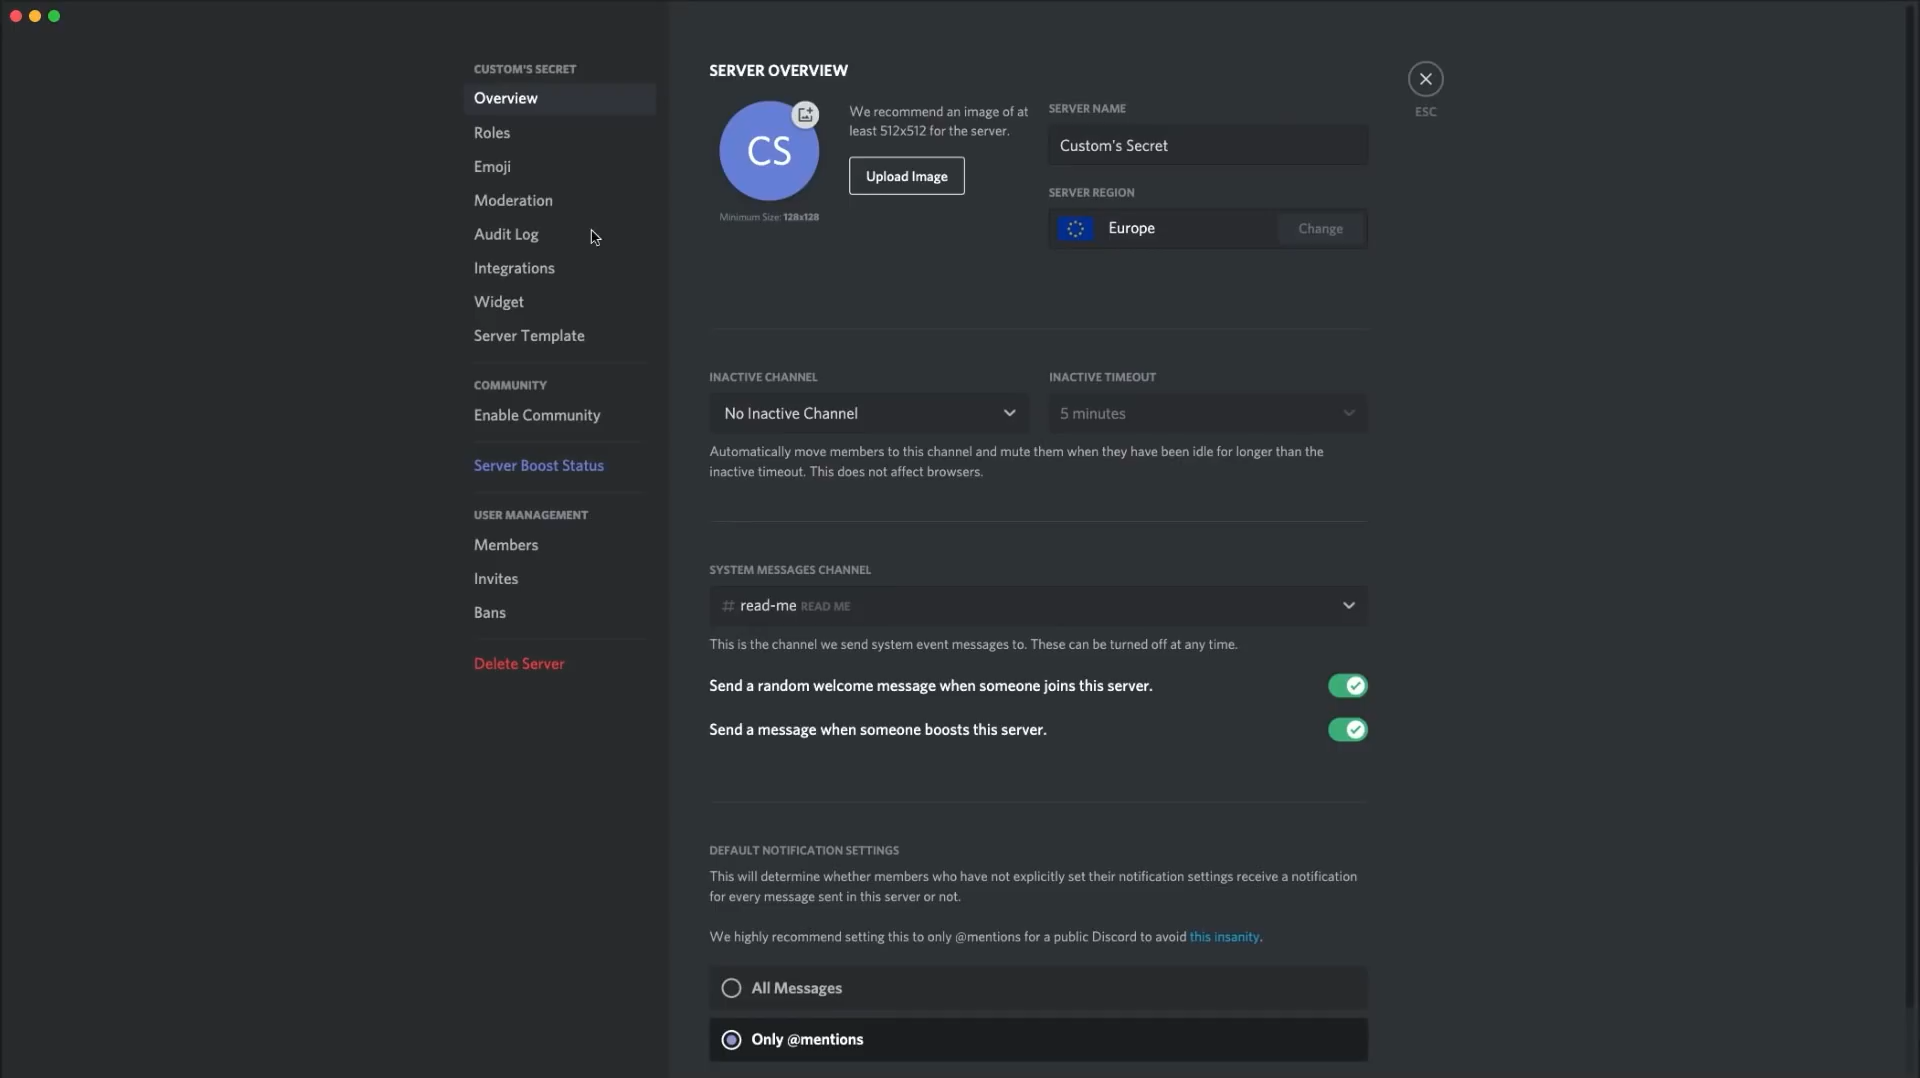 CUSTOM'S SECRET
Overview
Roles
Emoji
Moderation
Audit Log
Integrations
Widget
Server Template
COMMUNITY
Enable Community
Server Boost Status
USER MANAGEMENT
Members
Invites
Bans
Delete Server
SERVER OVERVIEW
CS
Minimum Size: 128x128
We recommend an image of at
least 512x512 for the server.
Upload Image
SERVER NAME
Custom's Secret
SERVER REGION
Europe
Change
ESC
INACTIVE CHANNEL
No Inactive Channel
INACTIVE TIMEOUT
5 minutes
Automatically move members to this channel and mute them when they have been idle for longer than the
inactive timeout. This does not affect browsers.
SYSTEM MESSAGES CHANNEL
# read-me READ ME
This is the channel we send system event messages to. These can be turned off at any time.
Send a random welcome message when someone joins this server.
Send a message when someone boosts this server.
DEFAULT NOTIFICATION SETTINGS
This will determine whether members who have not explicitly set their notification settings receive a notification
for every message sent in this server or not.
We highly recommend setting this to only @mentions for a public Discord to avoid this insanity.
All Messages
Only @mentions